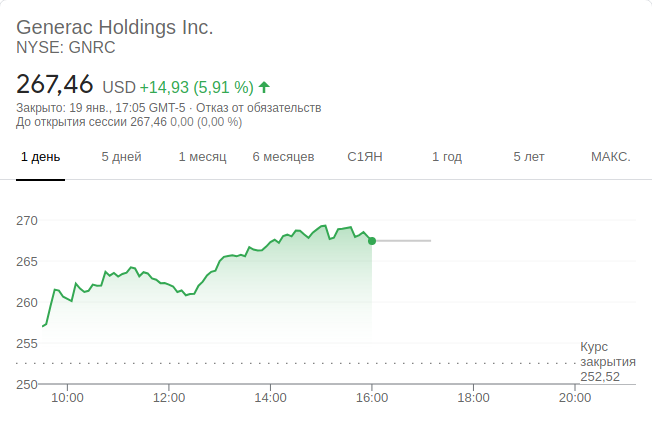 Generac Holdings Inc.
NYSE: GNRC
267,46 USD +14,93 (5,91 %)
Закрыто: 19 янв., 17:05 GMT-5 · Отказ от обязательств
До открытия сессии 267,46 0,00 (0,00 %)
1 день 5 дней 1 месяц 6 месяцев С1ЯН 1 год 5 лет МАКС.
270
265
260
255
Курс
закрытия
252,52
250
10:00 12:00 14:00 16:00 18:00 20:00